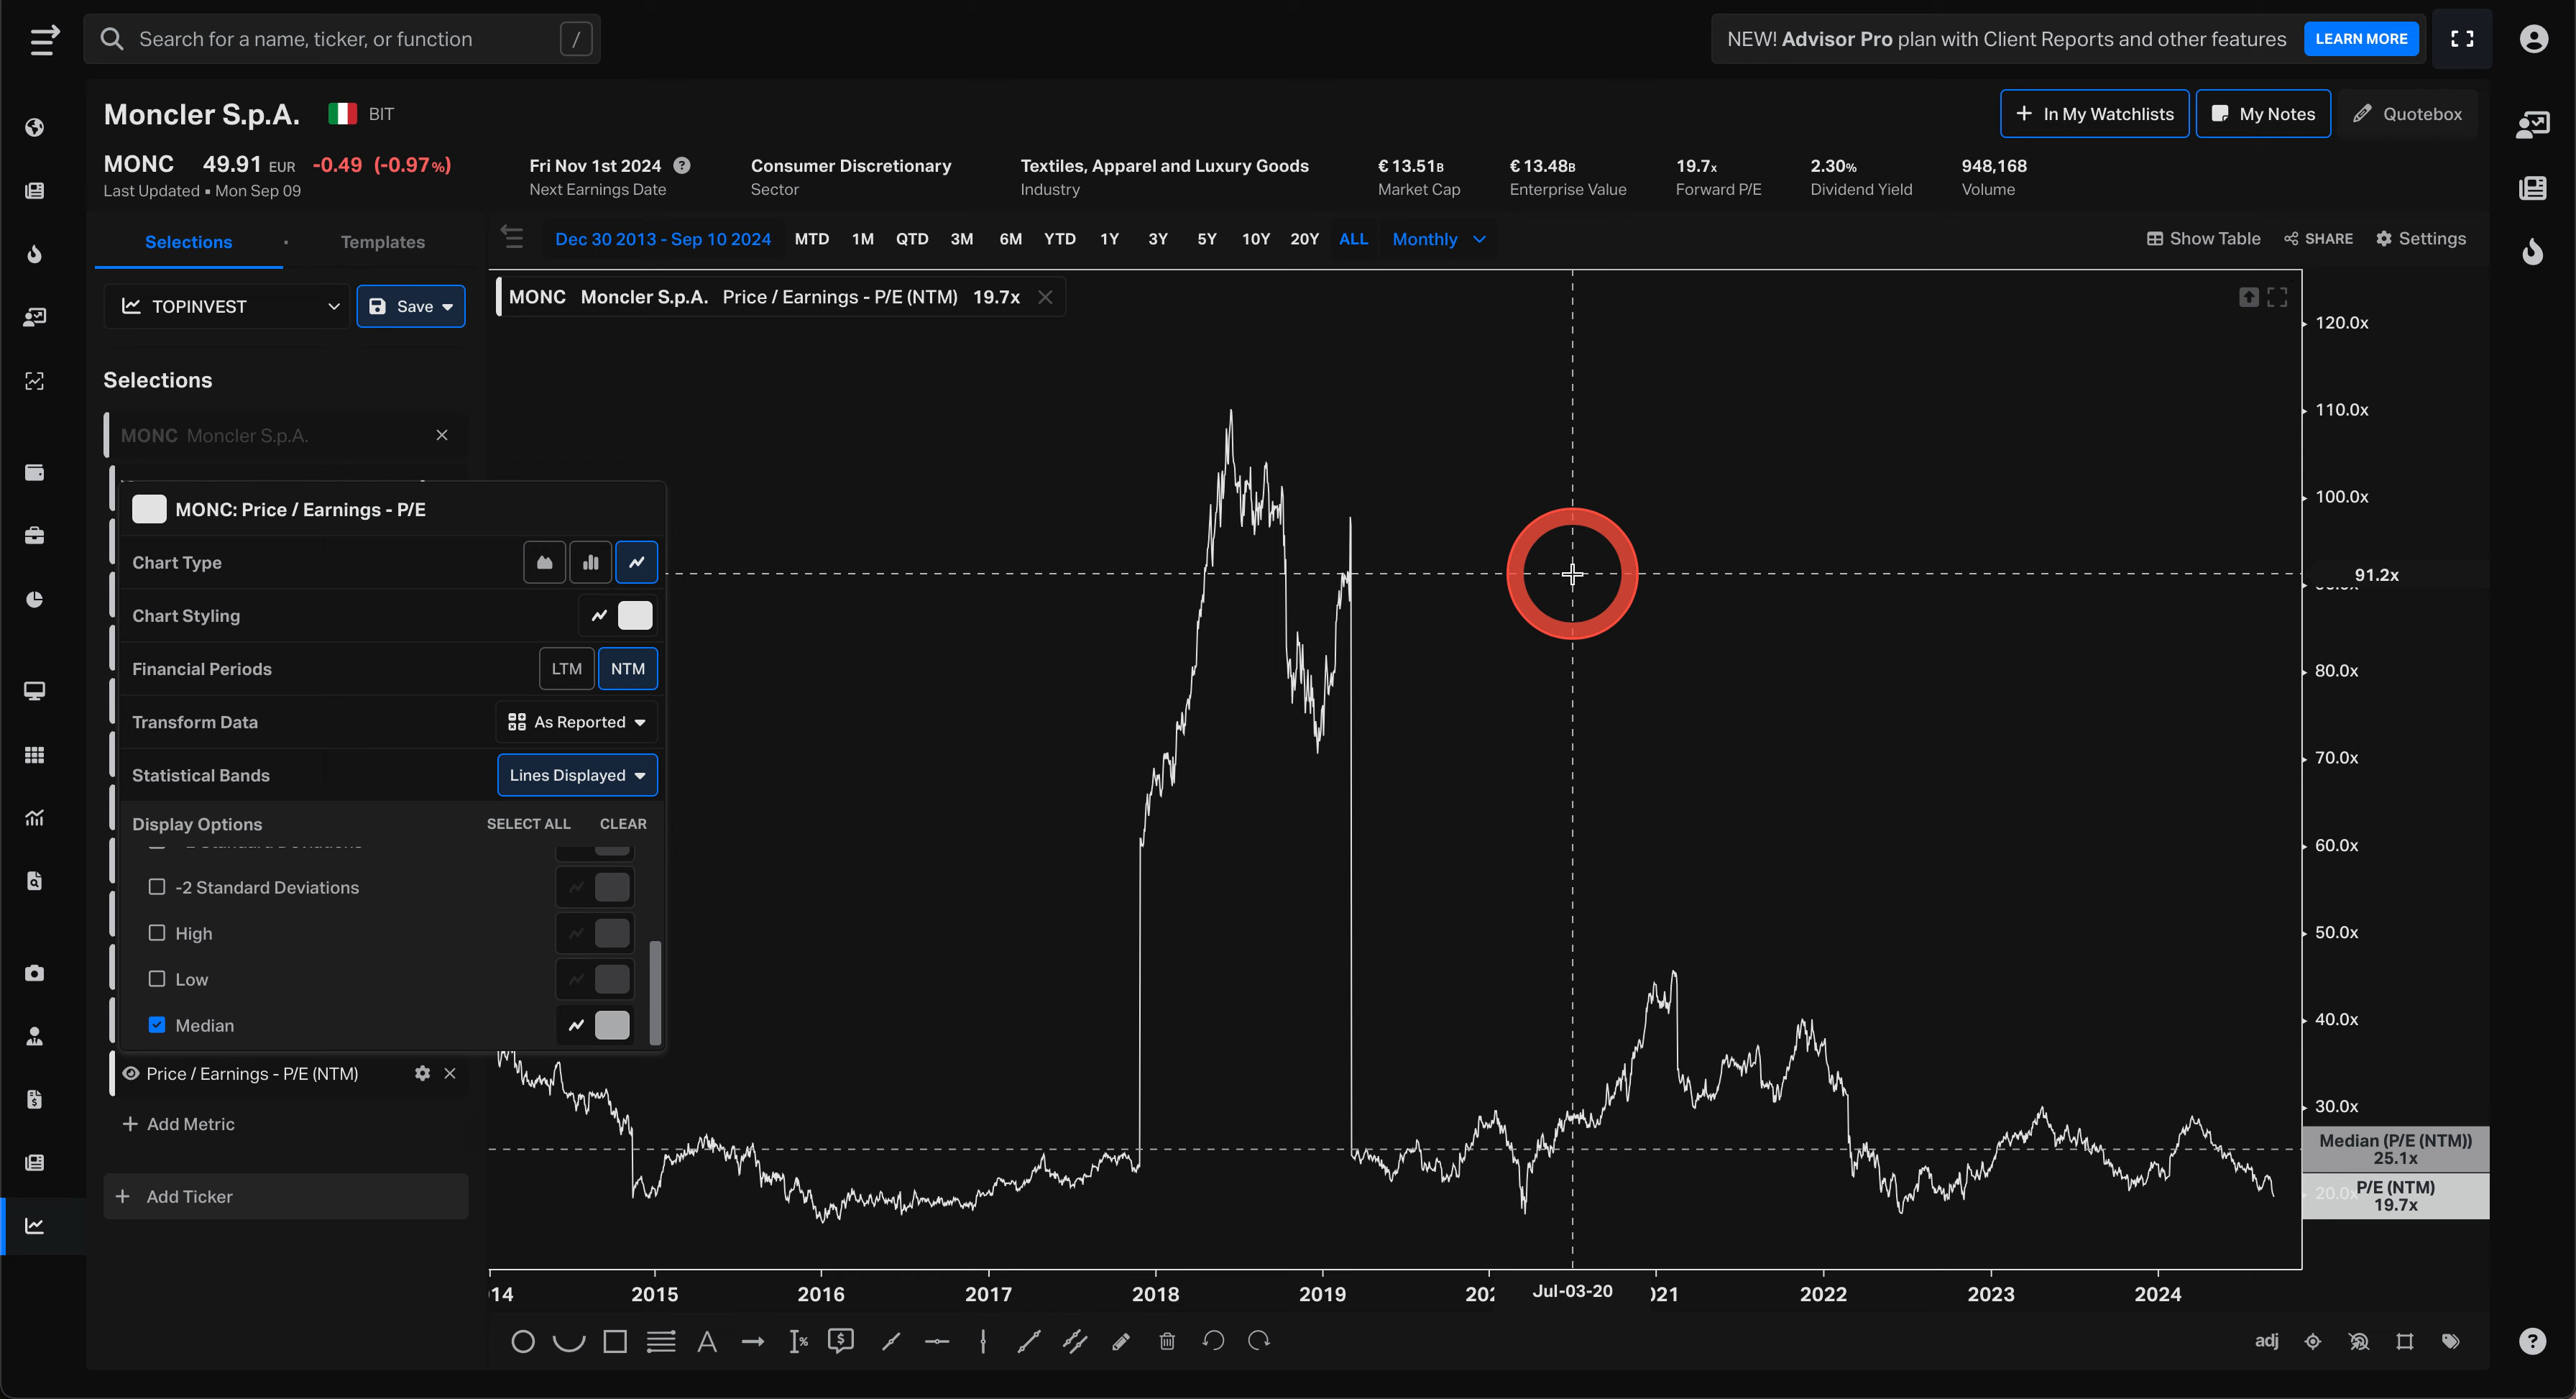 Search for a name, ticker, or function /
NEW! Advisor Pro plan with Client Reports and other features LEARN MORE
Moncler S.p.A. BIT
+ In My Watchlists My Notes Quotebox
MONC 49.91 EUR -0.49 (-0.97%)
Last Updated ▪ Mon Sep 09
Fri Nov 1st 2024 ?
Next Earnings Date
Consumer Discretionary
Sector
Textiles, Apparel and Luxury Goods
Industry
€ 13.51B
Market Cap
€ 13.48B
Enterprise Value
19.7x
Forward P/E
2.30%
Dividend Yield
948,168
Volume
Selections · Templates
Dec 30 2013 - Sep 10 2024 MTD 1M QTD 3M 6M YTD 1Y 3Y 5Y 10Y 20Y ALL Monthly
Show Table SHARE Settings
TOPINVEST Save
MONC Moncler S.p.A. Price / Earnings - P/E (NTM) 19.7x
Selections
MONC Moncler S.p.A.
MONC: Price / Earnings - P/E
Chart Type
Chart Styling
Financial Periods LTM NTM
Transform Data As Reported
Statistical Bands Lines Displayed
Display Options SELECT ALL CLEAR
-2 Standard Deviations
High
Low
Median
Price / Earnings - P/E (NTM)
+ Add Metric
+ Add Ticker
120.0x
110.0x
100.0x
91.2x
80.0x
70.0x
60.0x
50.0x
40.0x
30.0x
Median (P/E (NTM))
25.1x
20.0x P/E (NTM)
19.7x
14 2015 2016 2017 2018 2019 Jul-03-20 2022 2023 2024
A % $ adj ?